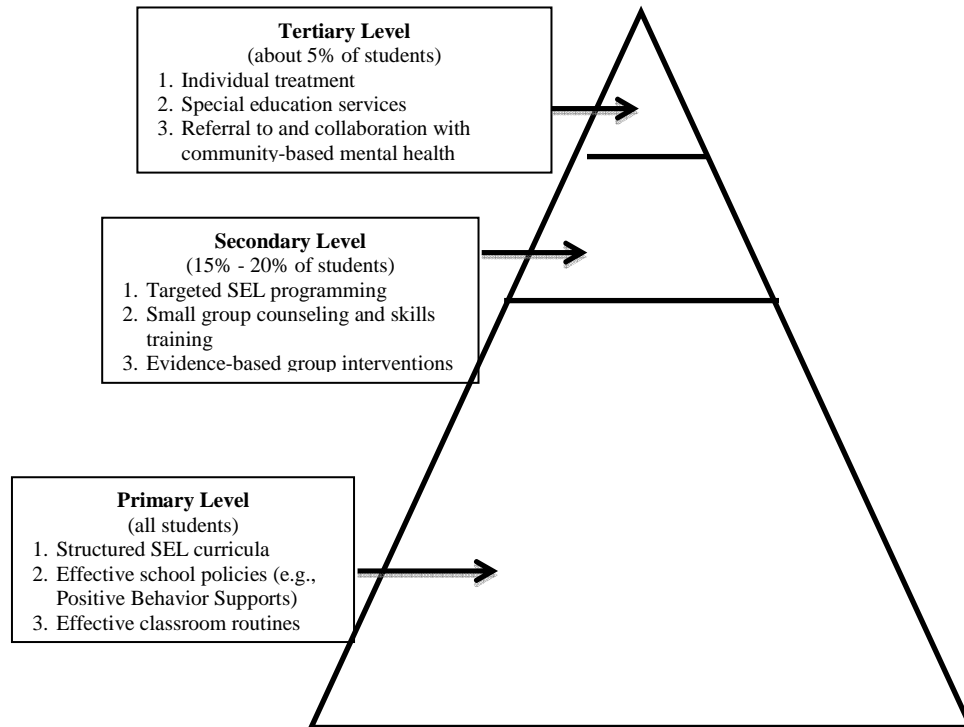 Tertiary Level
(about 5% of students)
1. Individual treatment
2. Special education services
3. Referral to and collaboration with
community-based mental health
Secondary Level
(15% - 20% of students)
1. Targeted SEL programming
2. Small group counseling and skills
training
3. Evidence-based group interventions
Primary Level
(all students)
1. Structured SEL curricula
2. Effective school policies (e.g.,
Positive Behavior Supports)
3. Effective classroom routines